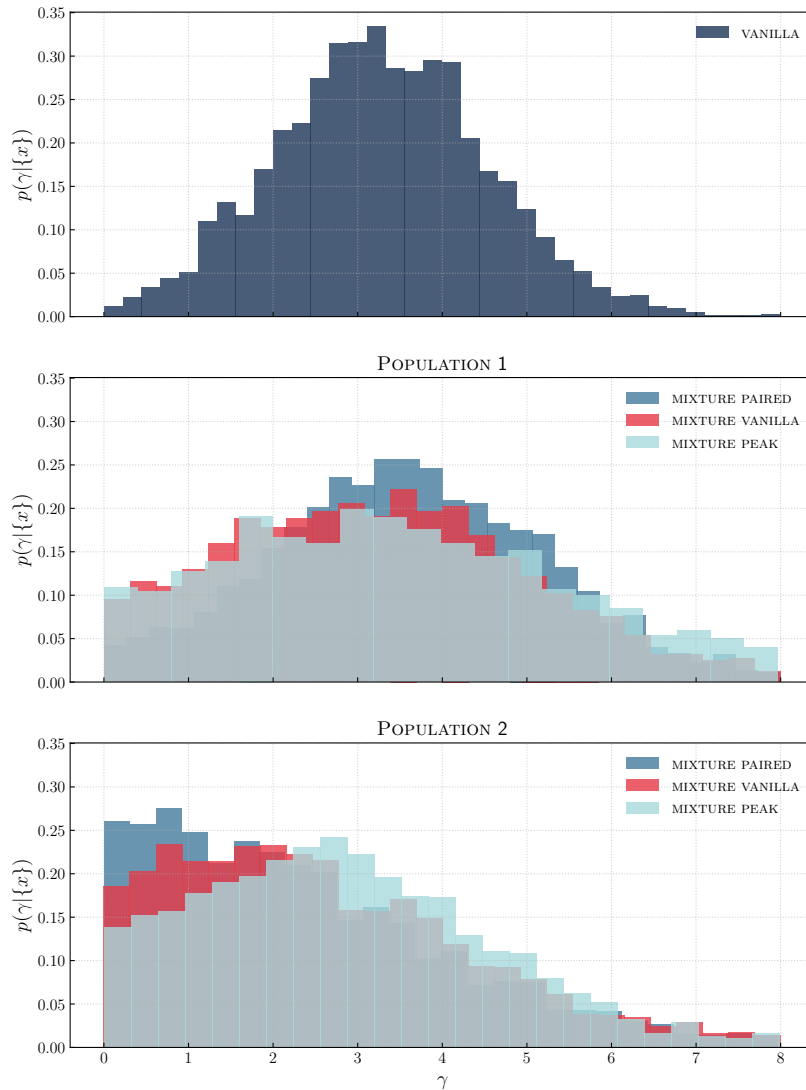 0.35
0.30
0.25
0.20
0.15
0.10
0.05
0.00
p(γ|{x})
VANILLA
POPULATION 1
0.35
0.30
0.25
0.20
0.15
0.10
0.05
0.00
p(γ|{x})
MIXTURE PAIRED
MIXTURE VANILLA
MIXTURE PEAK
POPULATION 2
0.35
0.30
0.25
0.20
0.15
0.10
0.05
0.00
p(γ|{x})
MIXTURE PAIRED
MIXTURE VANILLA
MIXTURE PEAK
0 1 2 3 4 5 6 7 8
γ